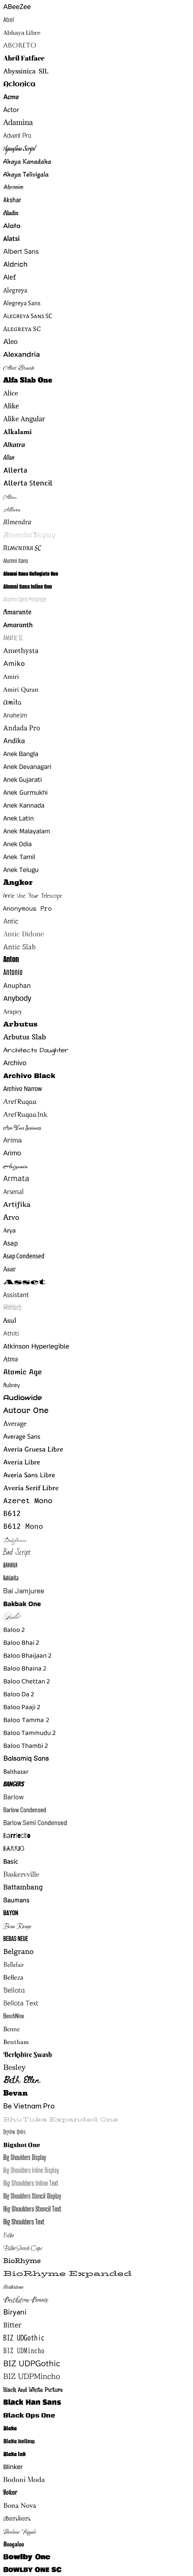 ABeeZee
Abel
Abhaya Libre
ABORETO
Abril Fatface
Abyssinica SIL
Aclonica
Acme
Actor
Adamina
Advent Pro
Aguafina Script
Akaya Kanadaka
Akaya Telivigala
Akronim
Akshar
Aladin
Alata
Alatsi
Albert Sans
Aldrich
Alef
Alegreya
Alegreya Sans
Alegreya Sans SC
Alegreya SC
Aleo
Alexandria
Alex Brush
Alfa Slab One
Alice
Alike
Alike Angular
Alkalami
Alkatra
Allan
Allerta
Allerta Stencil
Allison
Allura
Almendra
Almendra Display
Almendra SC
Alumni Sans
Alumni Sans Collegiate One
Alumni Sans Inline One
Alumni Sans Pinstripe
Amarante
Amaranth
AMATIC SC
Amethysta
Amiko
Amiri
Amiri Quran
Amita
Anaheim
Andada Pro
Andika
Anek Bangla
Anek Devanagari
Anek Gujarati
Anek Gurmukhi
Anek Kannada
Anek Latin
Anek Malayalam
Anek Odia
Anek Tamil
Anek Telugu
Angkor
Annie Use Your Telescope
Anonymous Pro
Antic
Antic Didone
Antic Slab
Anton
Antonio
Anuphan
Anybody
Arapey
Arbutus
Arbutus Slab
Architects Daughter
Archivo
Archivo Black
Archivo Narrow
Aref Ruqaa
Aref Ruqaa Ink
Are You Serious
Arima
Arimo
Arizonia
Armata
Arsenal
Artifika
Arvo
Arya
Asap
Asap Condensed
Asar
Asset
Assistant
Astloch
Asul
Athiti
Atkinson Hyperlegible
Atma
Atomic Age
Aubrey
Audiowide
Autour One
Average
Average Sans
Averia Gruesa Libre
Averia Libre
Averia Sans Libre
Averia Serif Libre
Azeret Mono
B612
B612 Mono
Babylonica
Bad Script
BAHIANA
Bahianita
Bai Jamjuree
Bakbak One
Ballet
Baloo 2
Baloo Bhai 2
Baloo Bhaijaan 2
Baloo Bhaina 2
Baloo Chettan 2
Baloo Da 2
Baloo Paaji 2
Baloo Tamma 2
Baloo Tammudu 2
Baloo Thambi 2
Balsamiq Sans
Balthazar
BANGERS
Barlow
Barlow Condensed
Barlow Semi Condensed
Barriecito
BARRIO
Basic
Baskervville
Battambang
Baumans
BAYON
Beau Rivage
BEBAS NEUE
Belgrano
Bellefair
Belleza
Bellota
Bellota Text
BenchNine
Benne
Bentham
Berkshire Swash
Besley
Beth Ellen
Bevan
Be Vietnam Pro
BhuTuka Expanded One
Bigelow Rules
Bigshot One
Big Shoulders Display
Big Shoulders Inline Display
Big Shoulders Inline Text
Big Shoulders Stencil Display
Big Shoulders Stencil Text
Big Shoulders Text
Bilbo
Bilbo Swash Caps
BioRhyme
BioRhyme Expanded
Birthstone
Birthstone Bounce
Biryani
Bitter
BIZ UDGothic
BIZ UDMincho
BIZ UDPGothic
BIZ UDPMincho
Black And White Picture
Black Han Sans
Black Ops One
Blaka
Blaka Hollow
Blaka Ink
Blinker
Bodoni Moda
Bokor
Bona Nova
Bonbon
Bonheur Royale
Boogaloo
Bowlby One
BOWLBY ONE SC